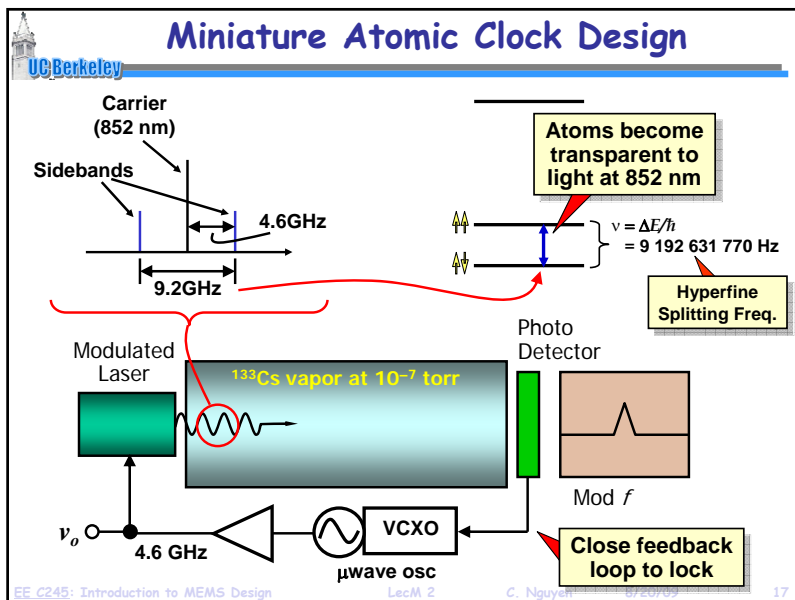 Miniature Atomic Clock Design
UC Berkeley
Carrier
(852 nm)
Sidebands
4.6GHz
9.2GHz
Atoms become
transparent to
light at 852 nm
ν = ΔE/ħ
= 9 192 631 770 Hz
Hyperfine
Splitting Freq.
Modulated
Laser
¹³³Cs vapor at 10⁻⁷ torr
Photo
Detector
Mod f
vₒ
4.6 GHz
VCXO
μwave osc
Close feedback
loop to lock
EE C245: Introduction to MEMS Design LecM 2 C. Nguyen 8/20/09 17